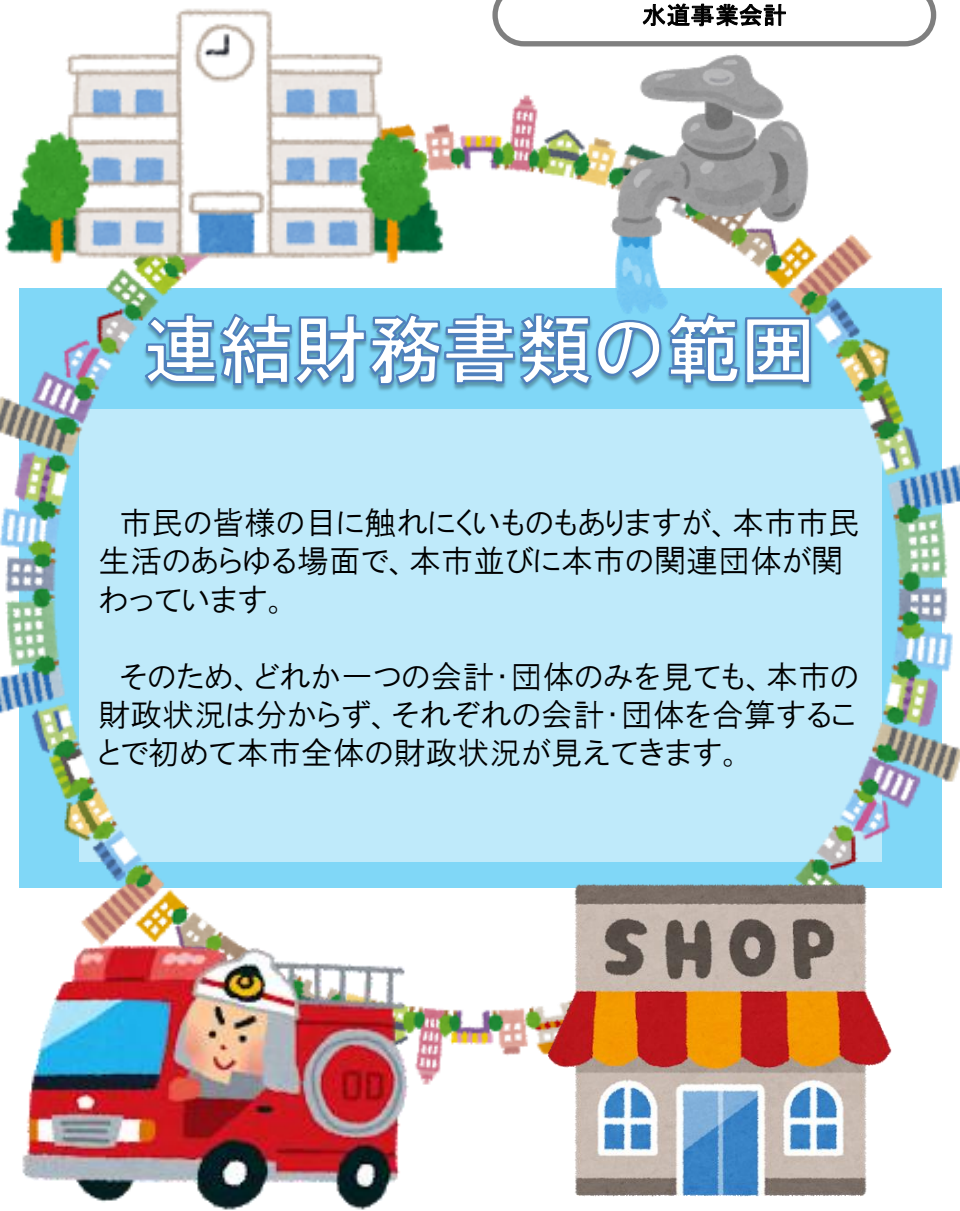 水道事業会計
連結財務書類の範囲
市民の皆様の目に触れにくいものもありますが、本市市民
生活のあらゆる場面で、本市並びに本市の関連団体が関
わっています。
そのため、どれか一つの会計・団体のみを見ても、本市の
財政状況は分からず、それぞれの会計・団体を合算するこ
とで初めて本市全体の財政状況が見えてきます。
SHOP